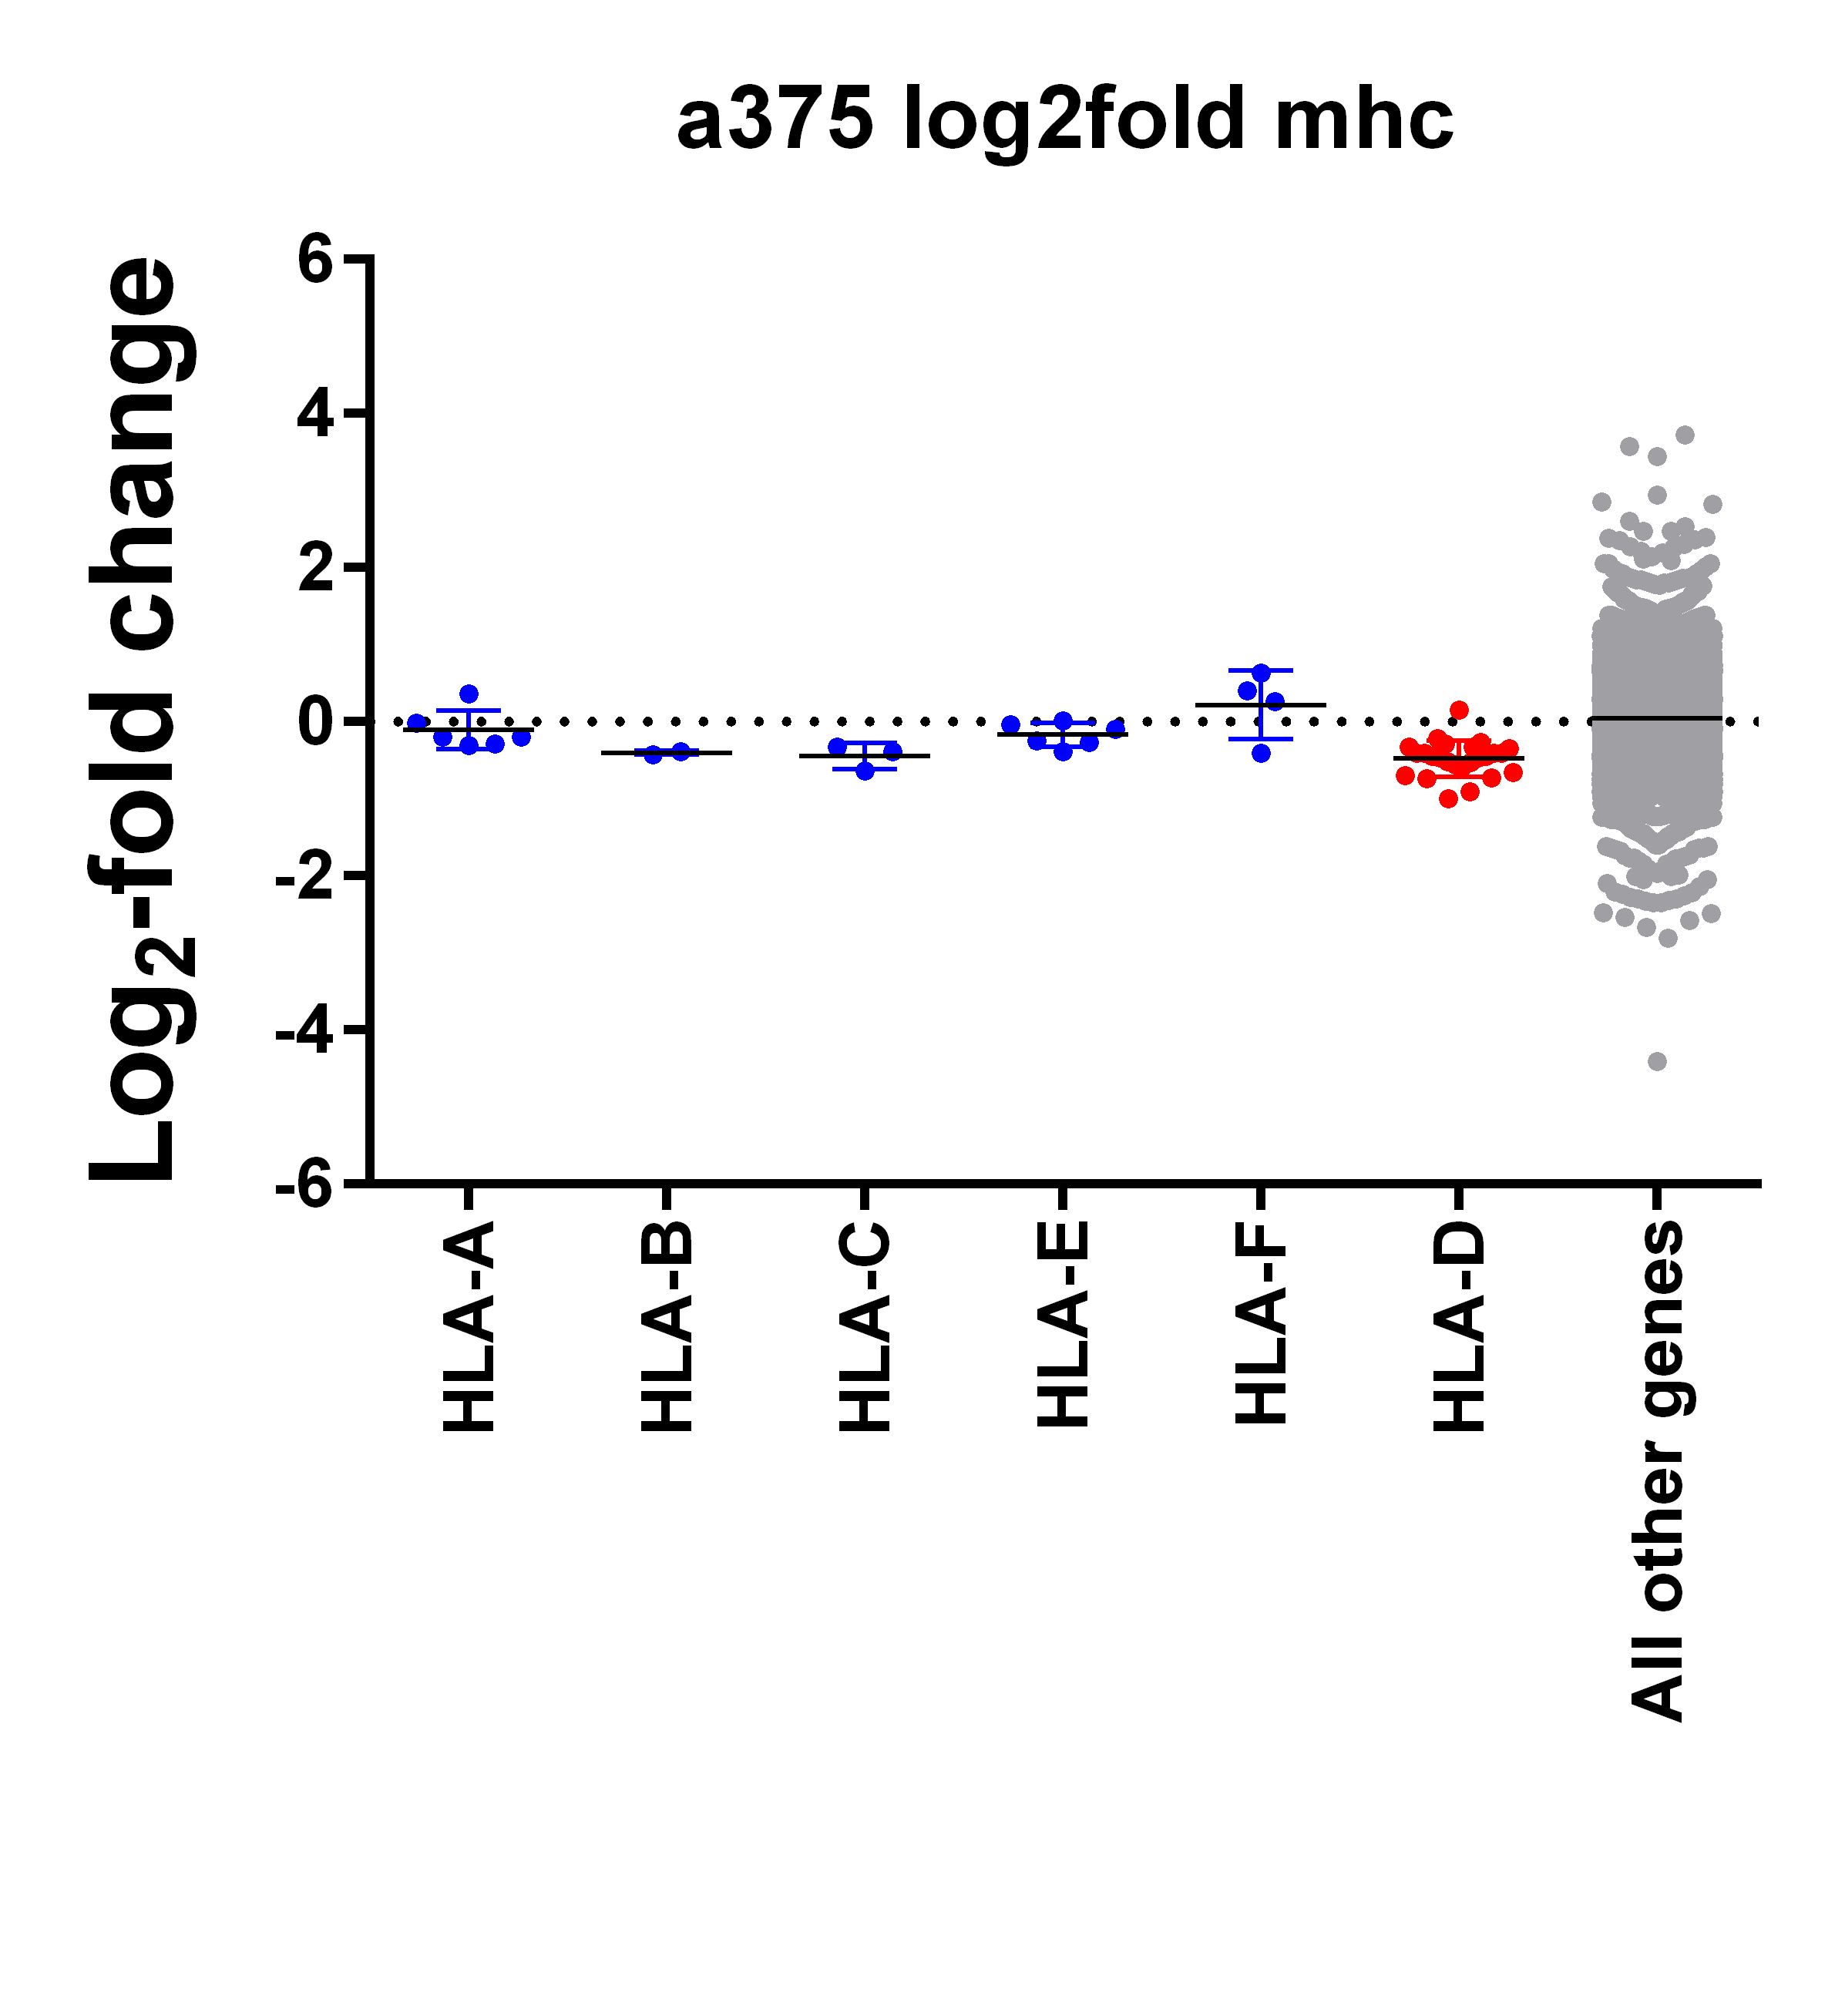 a375 log2fold mhc
Log2-fold change
6
4
2
0
-2
-4
-6
HLA-A
HLA-B
HLA-C
HLA-E
HLA-F
HLA-D
All other genes